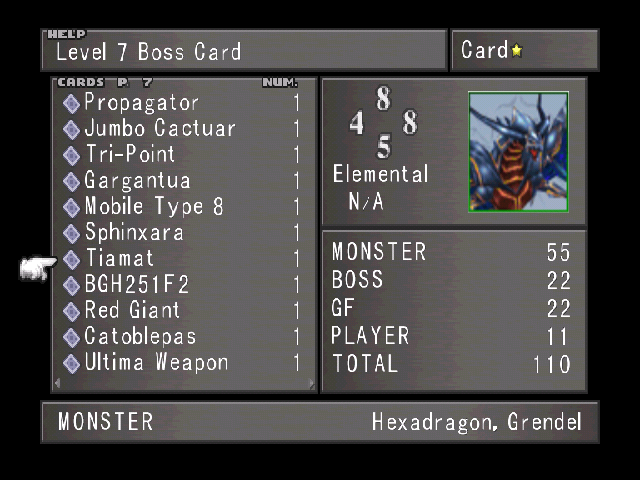 HELP
Level 7 Boss Card
Card★
CARDS P. 7 NUM.
Propagator 1
Jumbo Cactuar 1
Tri-Point 1
Gargantua 1
Mobile Type 8 1
Sphinxara 1
Tiamat 1
BGH251F2 1
Red Giant 1
Catoblepas 1
Ultima Weapon 1
8
4 8
5
Elemental
N/A
MONSTER 55
BOSS 22
GF 22
PLAYER 11
TOTAL 110
MONSTER Hexadragon, Grendel